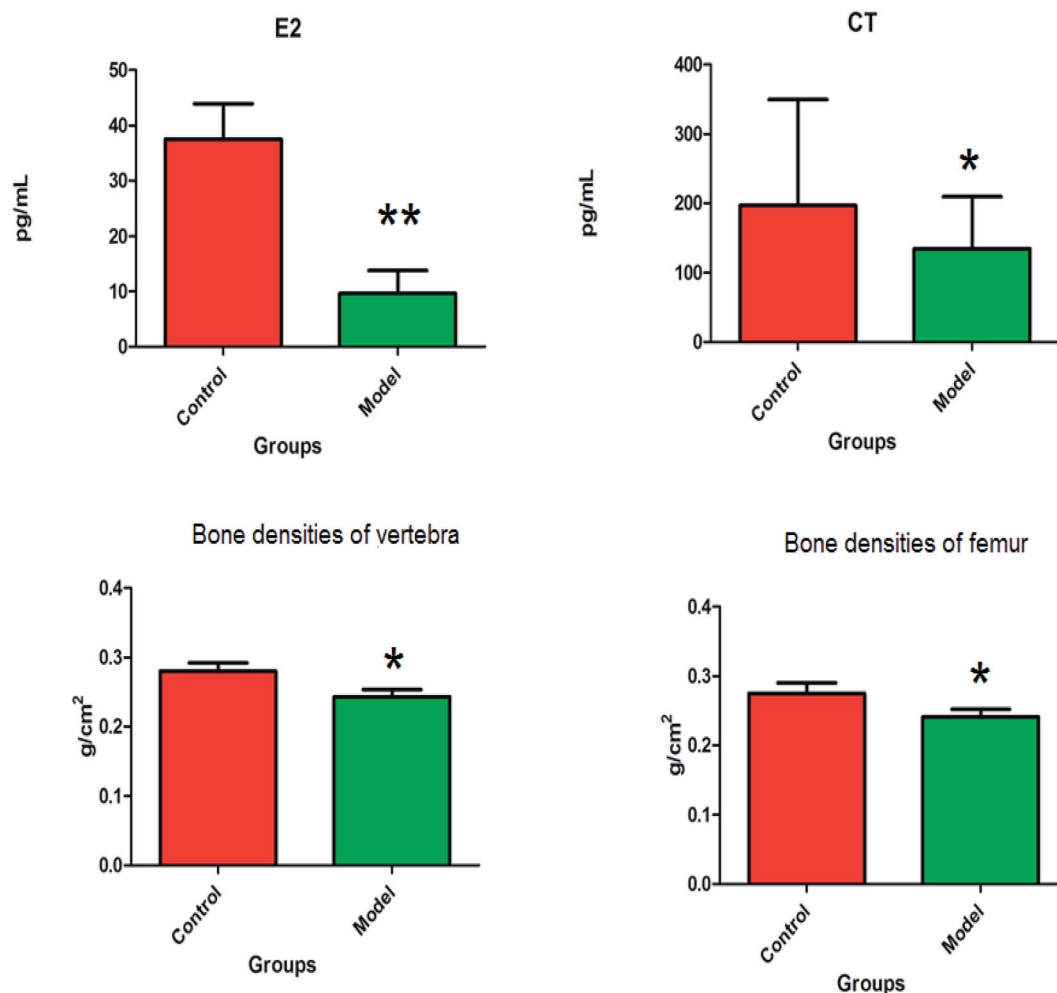 E2
50
40
30
20
10
0
pg/mL
**
Control
Model
Groups
CT
400
300
200
100
0
pg/mL
*
Control
Model
Groups
Bone densities of vertebra
0.4
0.3
0.2
0.1
0.0
g/cm²
*
Control
Model
Groups
Bone densities of femur
0.4
0.3
0.2
0.1
0.0
g/cm²
*
Control
Model
Groups